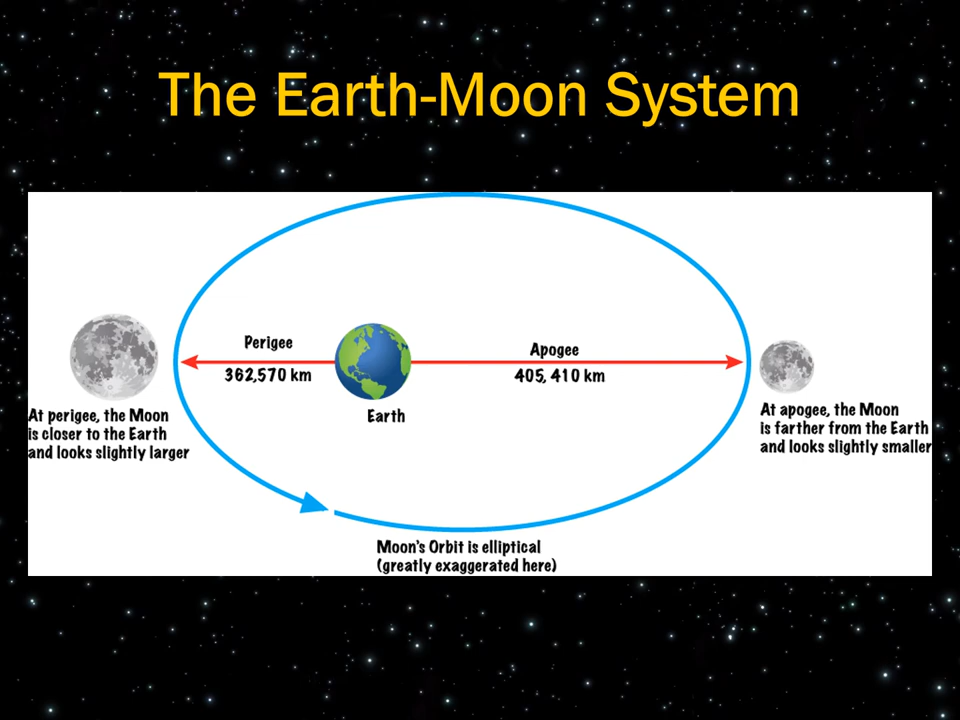 The Earth-Moon System
Perigee
362,570 km
Apogee
405, 410 km
Earth
At perigee, the Moon
is closer to the Earth
and looks slightly larger
At apogee, the Moon
is farther from the Earth
and looks slightly smaller
Moon's Orbit is elliptical
(greatly exaggerated here)